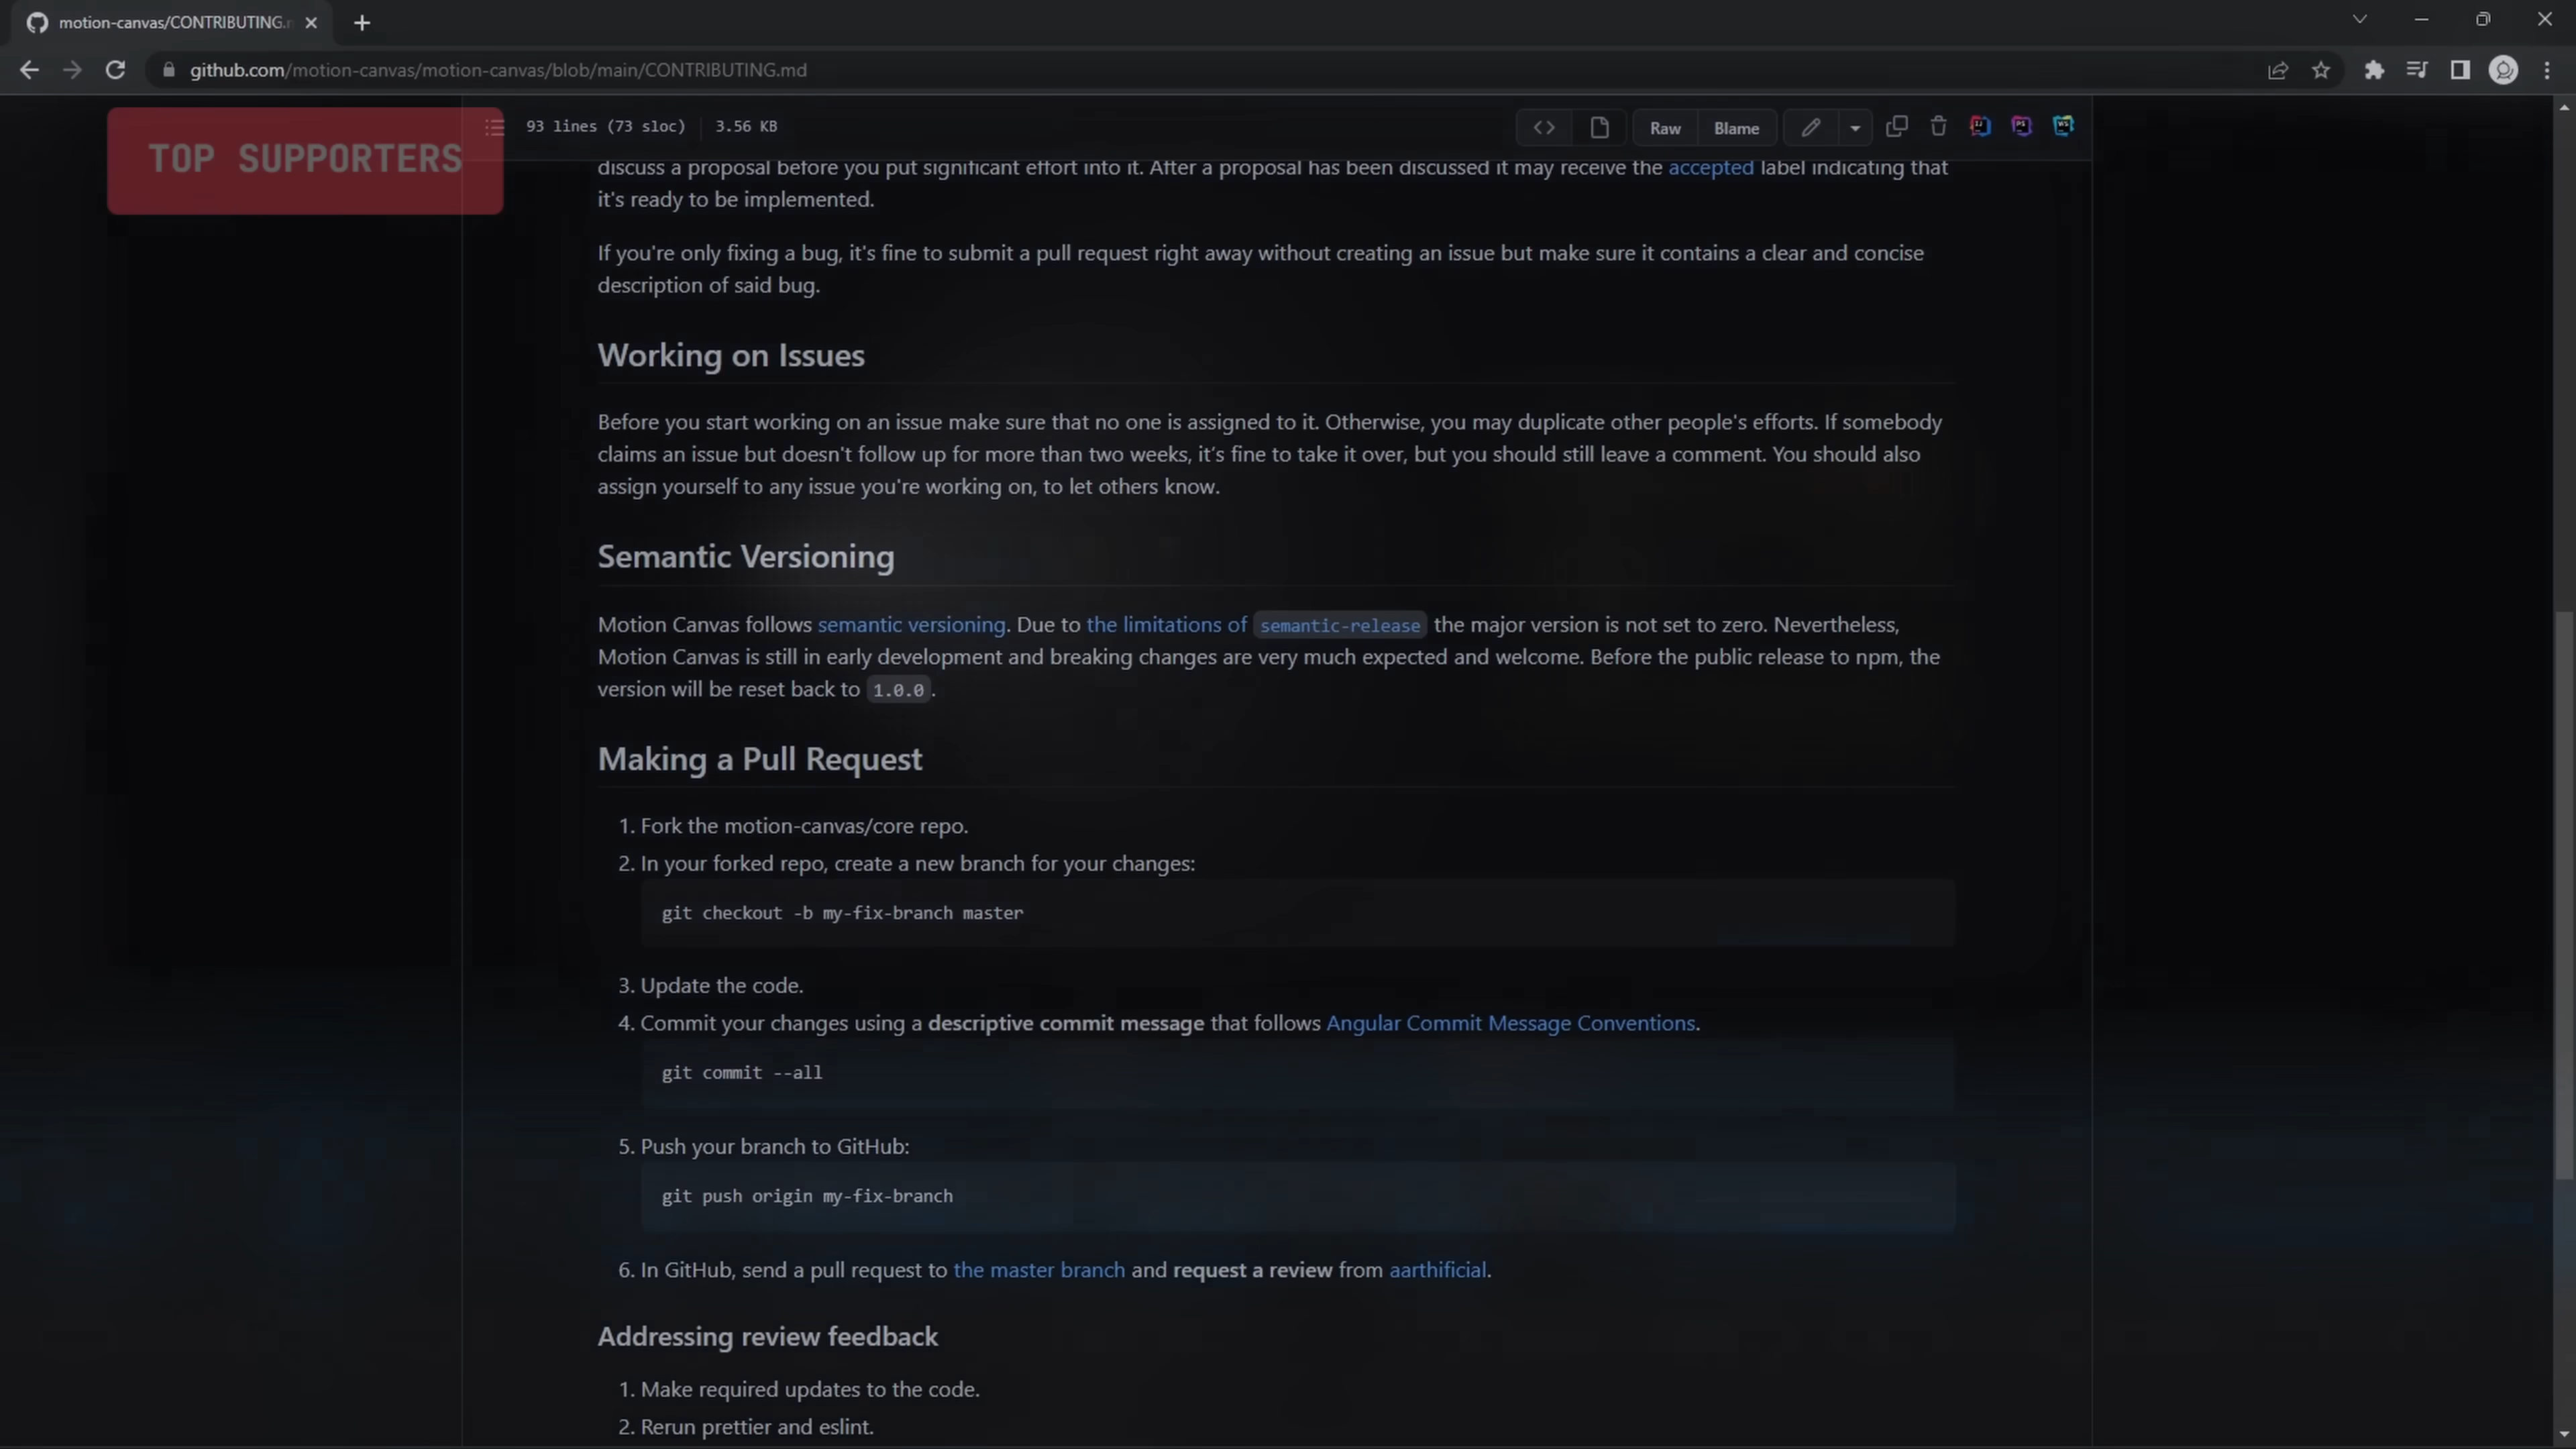 motion-canvas/CONTRIBUTING.
github.com/motion-canvas/motion-canvas/blob/main/CONTRIBUTING.md
TOP SUPPORTERS
93 lines (73 sloc) 3.56 KB
Raw Blame
discuss a proposal before you put significant effort into it. After a proposal has been discussed it may receive the accepted label indicating that
it's ready to be implemented.
If you're only fixing a bug, it's fine to submit a pull request right away without creating an issue but make sure it contains a clear and concise
description of said bug.
Working on Issues
Before you start working on an issue make sure that no one is assigned to it. Otherwise, you may duplicate other people's efforts. If somebody
claims an issue but doesn't follow up for more than two weeks, it's fine to take it over, but you should still leave a comment. You should also
assign yourself to any issue you're working on, to let others know.
Semantic Versioning
Motion Canvas follows semantic versioning. Due to the limitations of semantic-release the major version is not set to zero. Nevertheless,
Motion Canvas is still in early development and breaking changes are very much expected and welcome. Before the public release to npm, the
version will be reset back to 1.0.0.
Making a Pull Request
1. Fork the motion-canvas/core repo.
2. In your forked repo, create a new branch for your changes:
git checkout -b my-fix-branch master
3. Update the code.
4. Commit your changes using a descriptive commit message that follows Angular Commit Message Conventions.
git commit --all
5. Push your branch to GitHub:
git push origin my-fix-branch
6. In GitHub, send a pull request to the master branch and request a review from aarthificial.
Addressing review feedback
1. Make required updates to the code.
2. Rerun prettier and eslint.